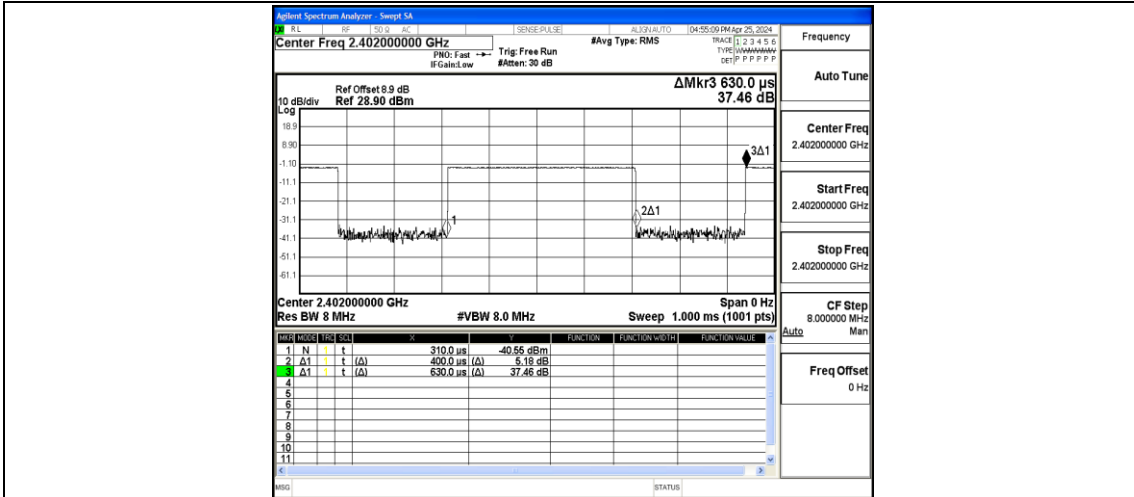 Agilent Spectrum Analyzer - Swept SA
RL RF 50 Ω AC SENSE:PULSE ALIGN AUTO 04:55:09 PM Apr 25, 2024
Center Freq 2.402000000 GHz
PNO: Fast
IFGain:Low
Trig: Free Run
#Atten: 30 dB
#Avg Type: RMS
TRACE 1 2 3 4 5 6
TYPE
DET P P P P P P
Frequency
Auto Tune
Center Freq
2.402000000 GHz
Start Freq
2.402000000 GHz
Stop Freq
2.402000000 GHz
CF Step
8.000000 MHz
Auto Man
Freq Offset
0 Hz
ΔMkr3 630.0 µs
37.46 dB
Ref Offset 8.9 dB
10 dB/div Ref 28.90 dBm
Log
18.9
8.90
-1.10
-11.1
-21.1
-31.1
-41.1
-51.1
-61.1
3Δ1
2Δ1
1
Center 2.402000000 GHz Span 0 Hz
Res BW 8 MHz #VBW 8.0 MHz Sweep 1.000 ms (1001 pts)
MKR MODE TRC SCL X Y FUNCTION FUNCTION WIDTH FUNCTION VALUE
1 N 1 t 310.0 µs -40.55 dBm
2 Δ1 1 t (Δ) 400.0 µs (Δ) 5.18 dB
3 Δ1 1 t (Δ) 630.0 µs (Δ) 37.46 dB
4
5
6
7
8
9
10
11
MSG STATUS